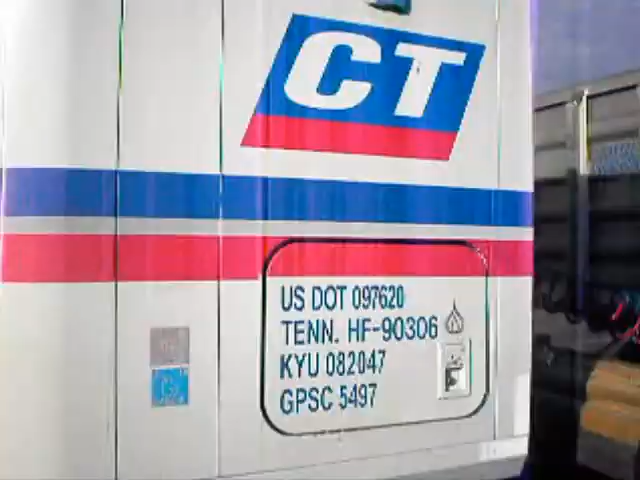 CT
US DOT 097620
TENN. HF-90306
KYU 082047
GPSC 5497